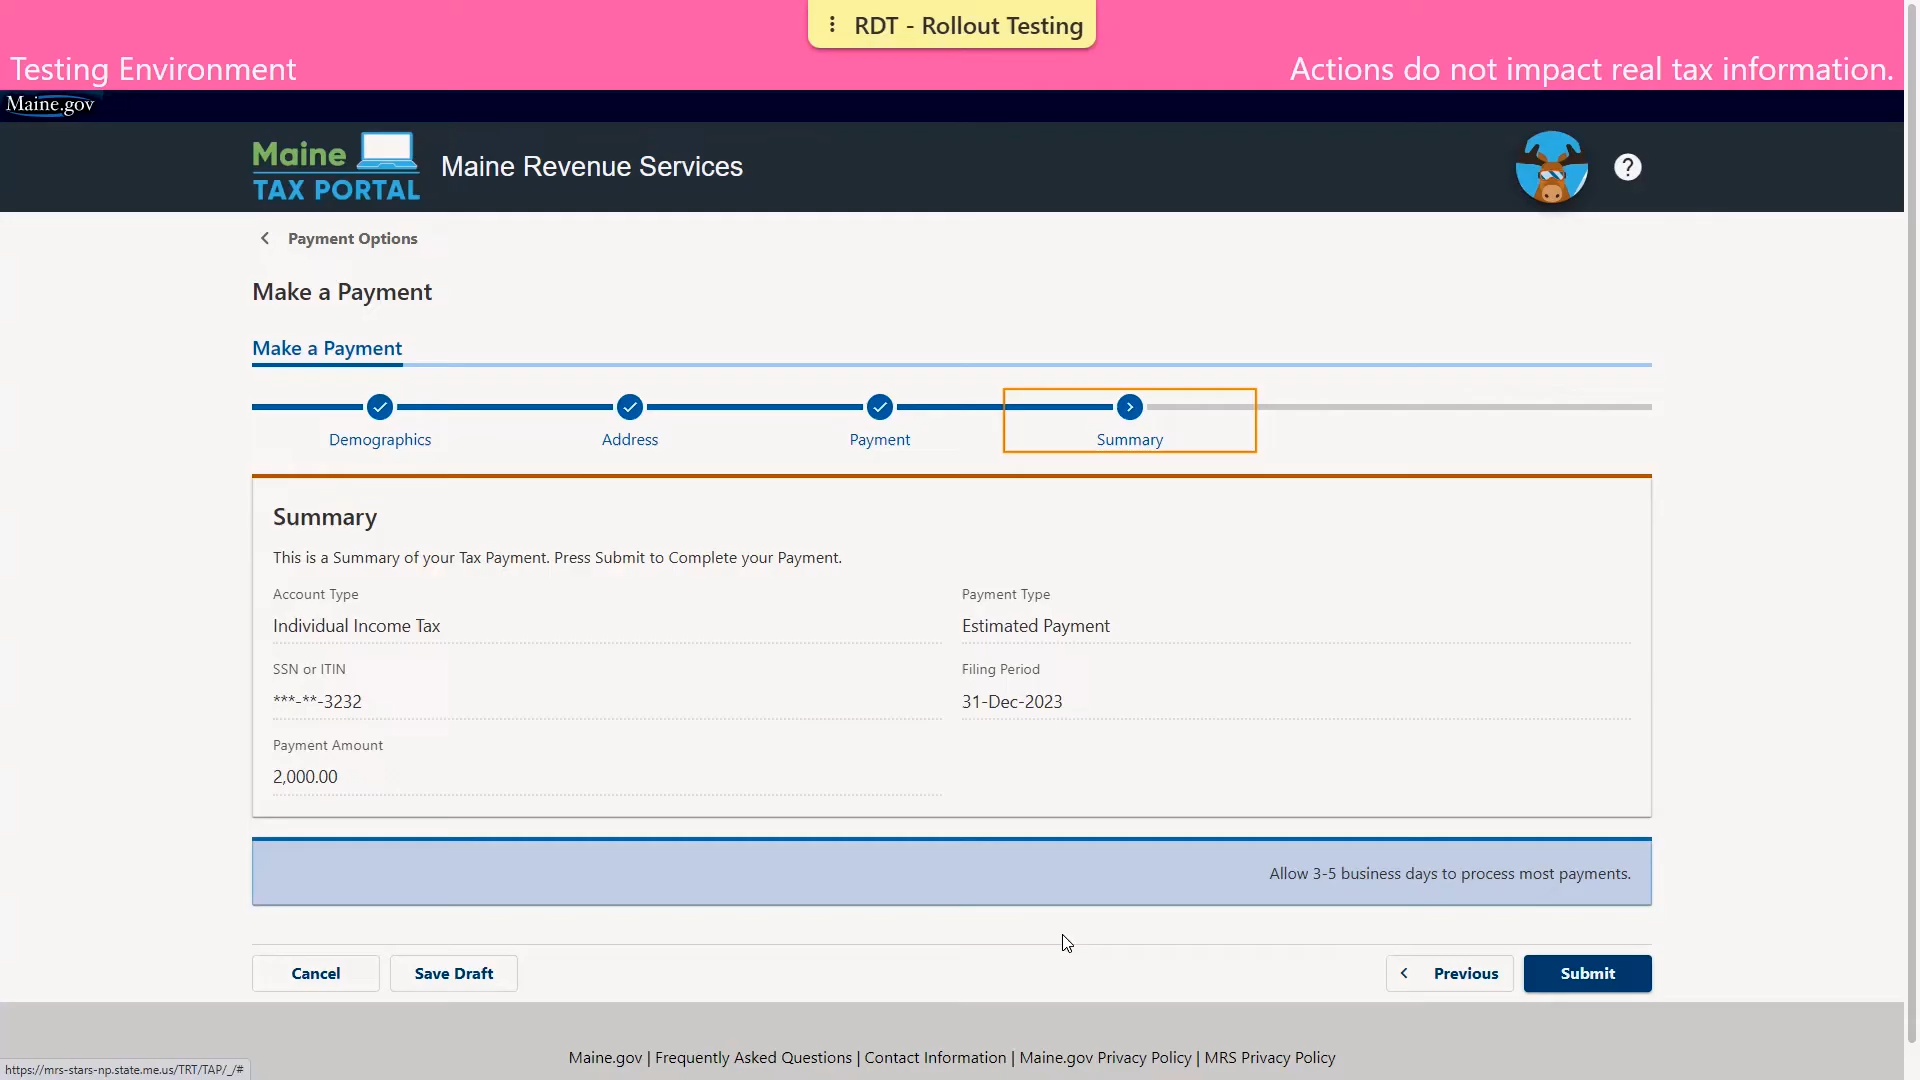 RDT - Rollout Testing
Testing Environment
Actions do not impact real tax information.
Maine.gov
Maine
TAX PORTAL
Maine Revenue Services
?
Payment Options
Make a Payment
Make a Payment
Demographics
Address
Payment
Summary
Summary
This is a Summary of your Tax Payment. Press Submit to Complete your Payment.
Account Type
Individual Income Tax
Payment Type
Estimated Payment
SSN or ITIN
***-**-3232
Filing Period
31-Dec-2023
Payment Amount
2,000.00
Allow 3-5 business days to process most payments.
Cancel
Save Draft
Previous
Submit
Maine.gov | Frequently Asked Questions | Contact Information | Maine.gov Privacy Policy | MRS Privacy Policy
https://mrs-stars-np.state.me.us/TRT/TAP/_/#